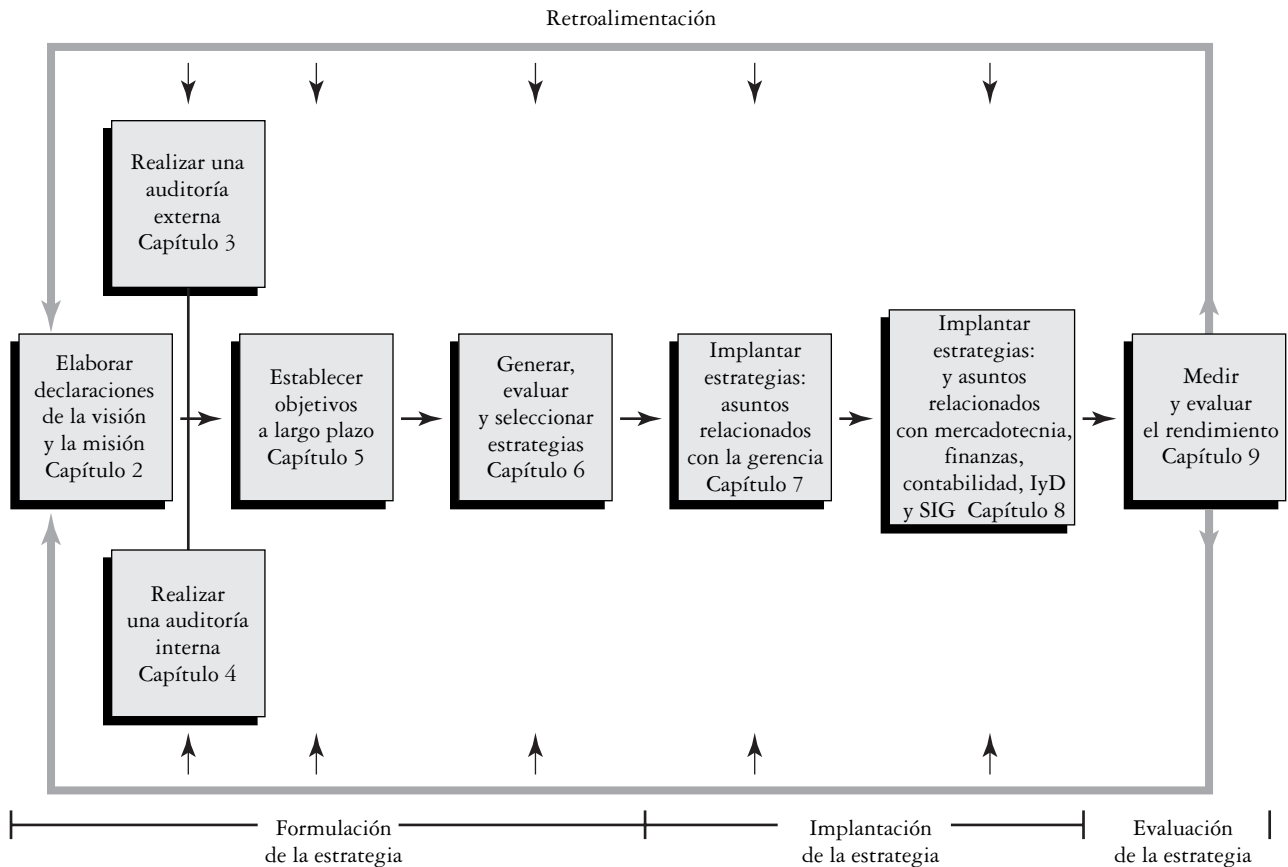 Retroalimentación
Realizar una
auditoría
externa
Capítulo 3
Elaborar
declaraciones
de la visión
y la misión
Capítulo 2
Establecer
objetivos
a largo plazo
Capítulo 5
Generar,
evaluar
y seleccionar
estrategias
Capítulo 6
Implantar
estrategias:
asuntos
relacionados
con la gerencia
Capítulo 7
Implantar
estrategias:
y asuntos
relacionados
con mercadotecnia,
finanzas,
contabilidad, IyD
y SIG Capítulo 8
Medir
y evaluar
el rendimiento
Capítulo 9
Realizar
una auditoría
interna
Capítulo 4
Formulación
de la estrategia
Implantación
de la estrategia
Evaluación
de la estrategia